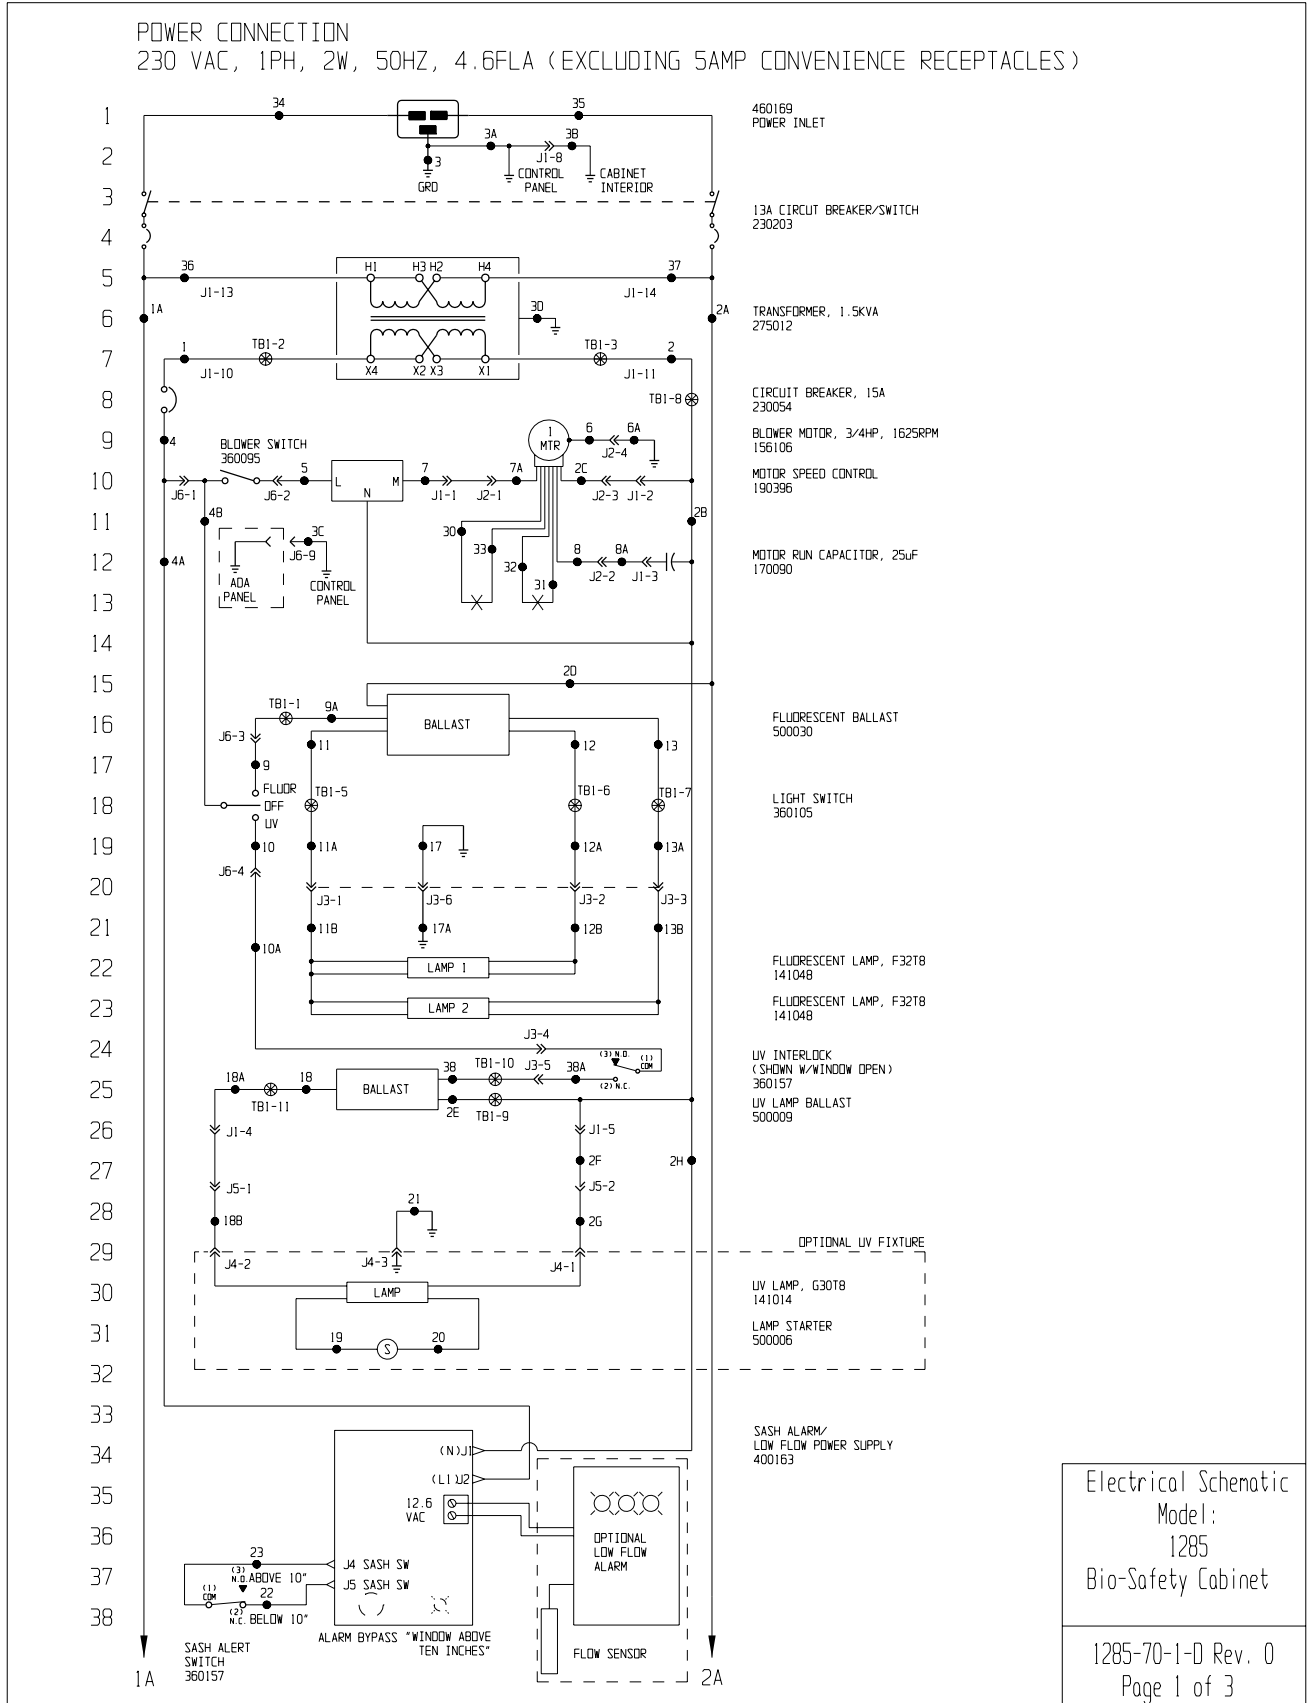 POWER CONNECTION
230 VAC, 1PH, 2W, 50HZ, 4.6FLA (EXCLUDING 5AMP CONVENIENCE RECEPTACLES)
1
34
35
460169
POWER INLET
2
3A
3B
J1-8
3
GRD
CONTROL
PANEL
CABINET
INTERIOR
3
13A CIRCUT BREAKER/SWITCH
230203
4
5
36
H1
H3
H2
H4
37
J1-13
J1-14
6
1A
3D
2A
TRANSFORMER, 1.5KVA
275012
7
1
TB1-2
TB1-3
2
J1-10
X4
X2
X3
X1
J1-11
8
TB1-8
CIRCUIT BREAKER, 15A
230054
9
4
BLOWER SWITCH
360095
1
MTR
6
6A
J2-4
BLOWER MOTOR, 3/4HP, 1625RPM
156106
10
J6-1
J6-2
5
L
M
N
7
J1-1
J2-1
7A
2C
J2-3
J1-2
MOTOR SPEED CONTROL
190396
11
4B
3C
30
2B
12
4A
J6-9
ADA
PANEL
CONTROL
PANEL
33
32
31
8
8A
J2-2
J1-3
MOTOR RUN CAPACITOR, 25uF
170090
13
14
15
2D
16
TB1-1
9A
BALLAST
FLUORESCENT BALLAST
500030
J6-3
11
12
13
17
9
18
FLUOR
OFF
UV
TB1-5
TB1-6
TB1-7
LIGHT SWITCH
360105
19
10
11A
17
12A
13A
20
J6-4
J3-1
J3-6
J3-2
J3-3
21
10A
11B
17A
12B
13B
22
LAMP 1
FLUORESCENT LAMP, F32T8
141048
23
LAMP 2
FLUORESCENT LAMP, F32T8
141048
24
J3-4
(3) N.O.
(1)
COM
(2) N.C.
UV INTERLOCK
(SHOWN W/WINDOW OPEN)
360157
25
18A
TB1-11
18
BALLAST
38
TB1-10
J3-5
38A
2E
TB1-9
UV LAMP BALLAST
500009
26
J1-4
J1-5
27
J5-1
2F
J5-2
2H
28
18B
21
2G
29
J4-2
J4-3
J4-1
OPTIONAL UV FIXTURE
30
LAMP
UV LAMP, G30T8
141014
31
19
S
20
LAMP STARTER
500006
32
33
34
(N)J1
SASH ALARM/
LOW FLOW POWER SUPPLY
400163
35
(L1)J2
12.6
VAC
36
OPTIONAL
LOW FLOW
ALARM
37
23
(3)
N.O. ABOVE 10"
J4 SASH SW
J5 SASH SW
38
(1)
COM
22
(2)
N.C. BELOW 10"
ALARM BYPASS
"WINDOW ABOVE
TEN INCHES"
FLOW SENSOR
SASH ALERT
SWITCH
360157
1A
2A
Electrical Schematic
Model:
1285
Bio-Safety Cabinet
1285-70-1-D Rev. 0
Page 1 of 3